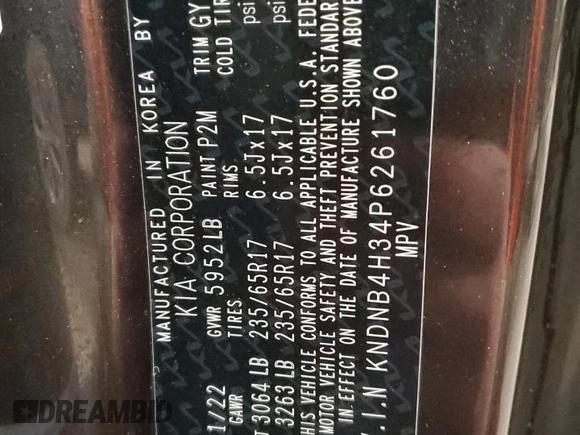 MANUFACTURED IN KOREA BY
KIA CORPORATION
1/22 GVWR 5952LB PAINT P2M TRIM GY
GAWR TIRES RIMS COLD TIR
T 3064 LB 235/65R17 6.5Jx17 psi
3263 LB 235/65R17 6.5Jx17 psi
THIS VEHICLE CONFORMS TO ALL APPLICABLE U.S.A. FEDE
MOTOR VEHICLE SAFETY AND THEFT PREVENTION STANDAR
IN EFFECT ON THE DATE OF MANUFACTURE SHOWN ABOVE
V.I.N KNDNB4H34P6261760
MPV
DREAMBID